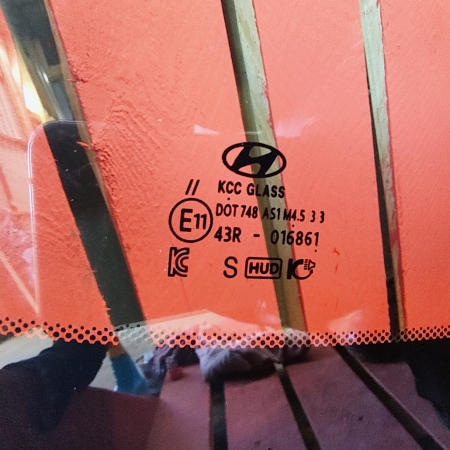 KCC GLASS
//
E11
DOT 748 AS1 M4.5 3 3
43R - 016861
S HUD